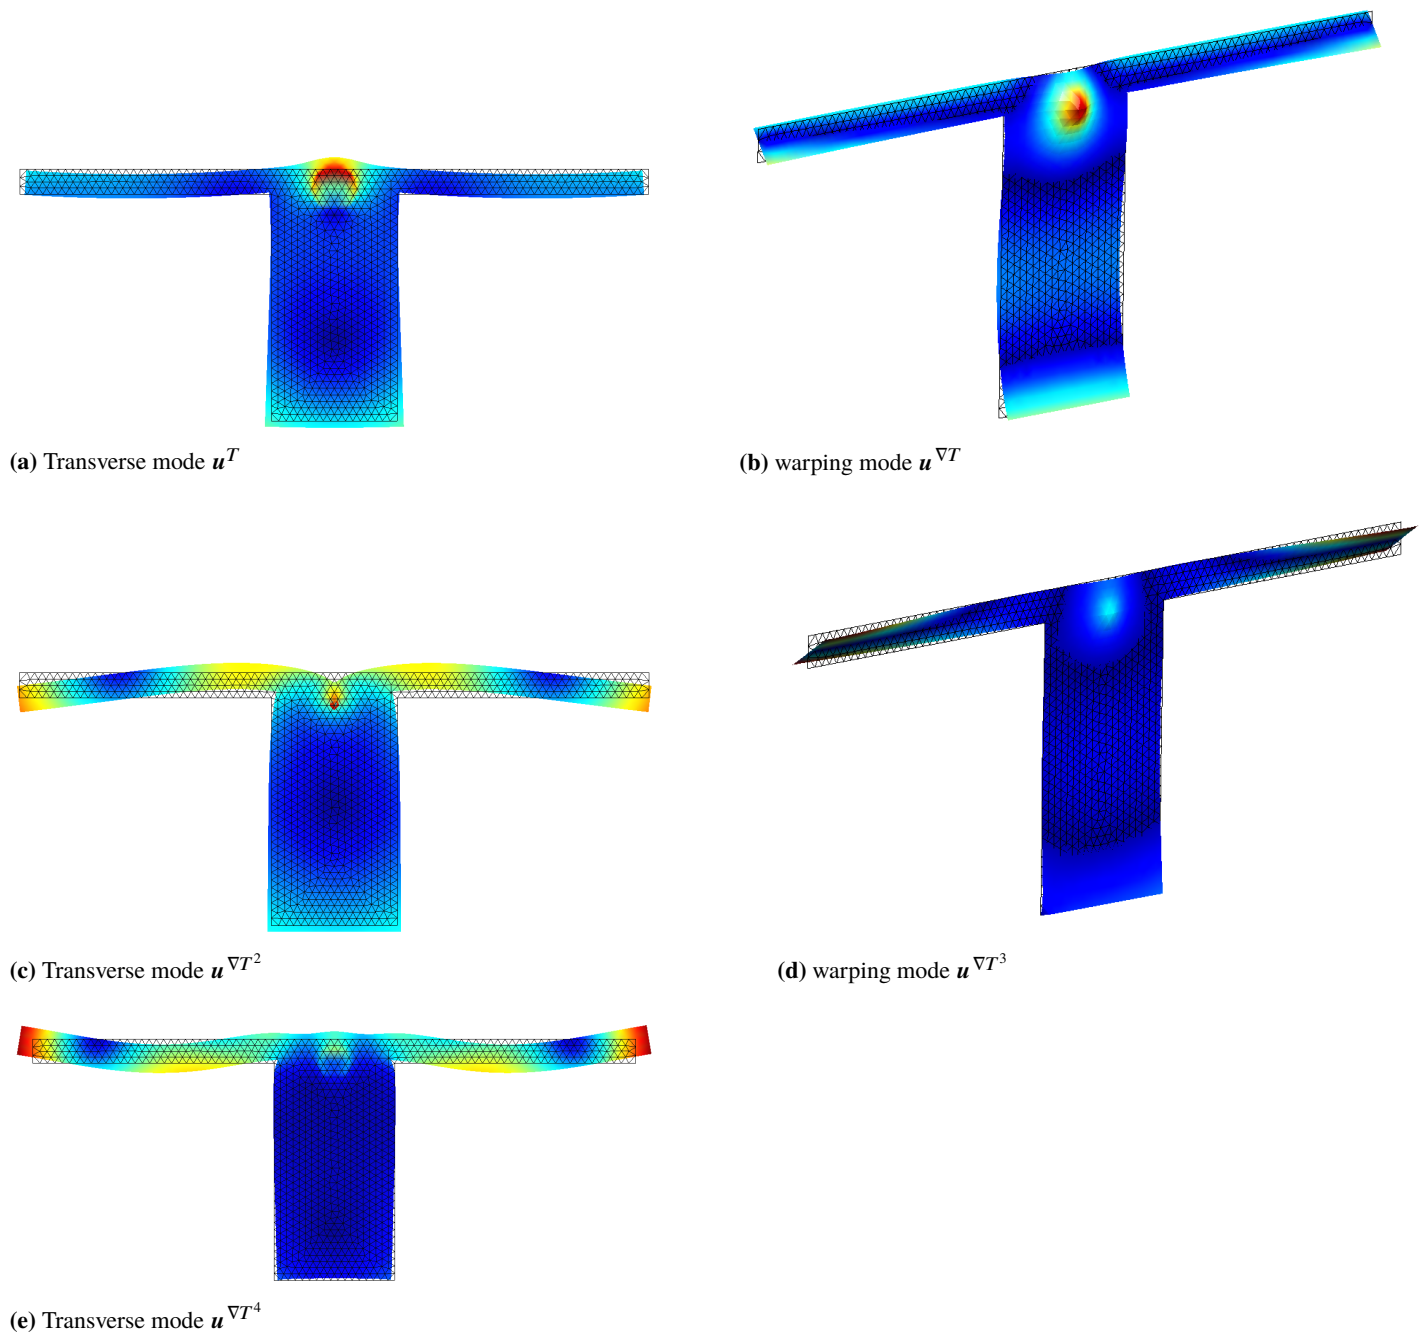 (a) Transverse mode u^T
(b) warping mode u^∇T
(c) Transverse mode u^∇T^2
(d) warping mode u^∇T^3
(e) Transverse mode u^∇T^4